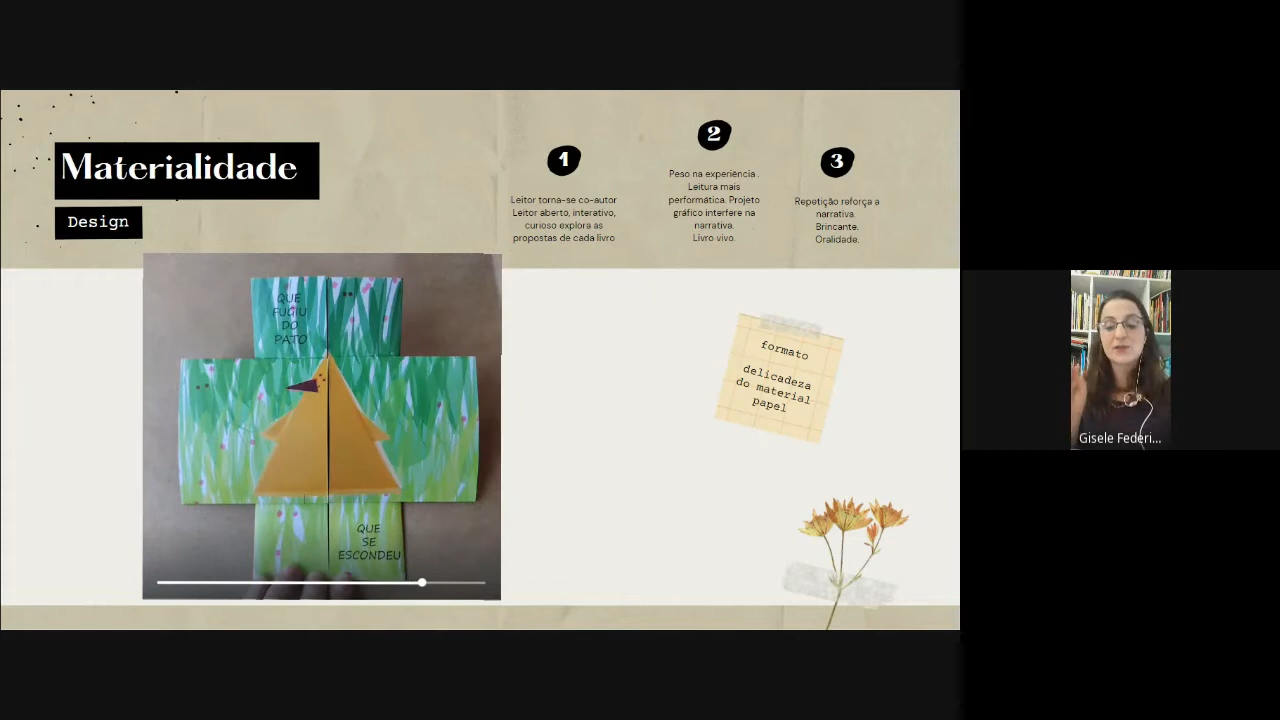 Materialidade
Design
1
Leitor torna-se co-autor
Leitor aberto, interativo,
curioso explora as
propostas de cada livro
2
Peso na experiência .
Leitura mais
performática. Projeto
gráfico interfere na
narrativa.
Livro vivo.
3
Repetição reforça a
narrativa.
Brincante.
Oralidade.
QUE
FUGIU
DO
PATO
QUE
SE
ESCONDEU
formato
delicadeza
do material
papel
Gisele Federi...